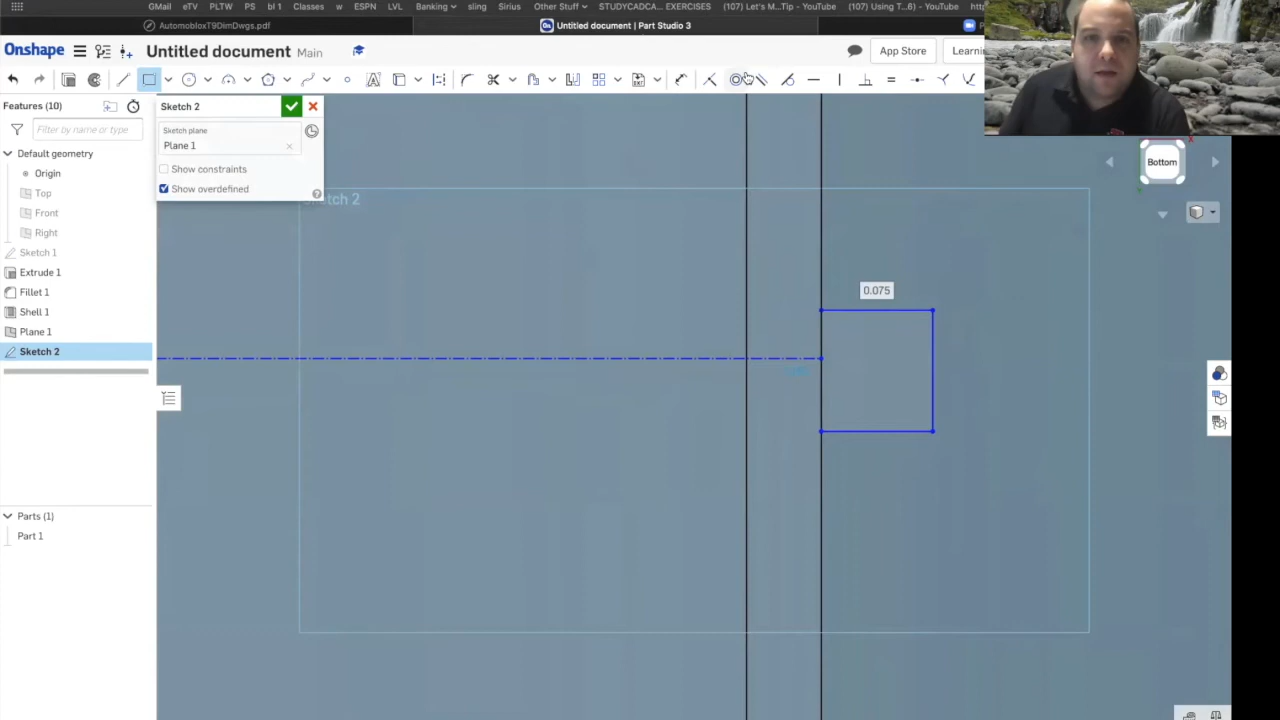 GMail eTV PLTW PS bl 1 Classes w ESPN LVL Banking sling Sirius Other Stuff STUDYCADCA... EXERCISES (107) Let's M...Tip - YouTube (107) Using T...6) - YouTube
AutomobloxT9DimDwgs.pdf Untitled document | Part Studio 3
Onshape Untitled document Main App Store Learni
Features (10)
Filter by name or type
Default geometry
Origin
Top
Front
Right
Sketch 1
Extrude 1
Fillet 1
Shell 1
Plane 1
Sketch 2
Parts (1)
Part 1
Sketch 2
Sketch plane
Plane 1
Show constraints
Show overdefined
0.075
Bottom